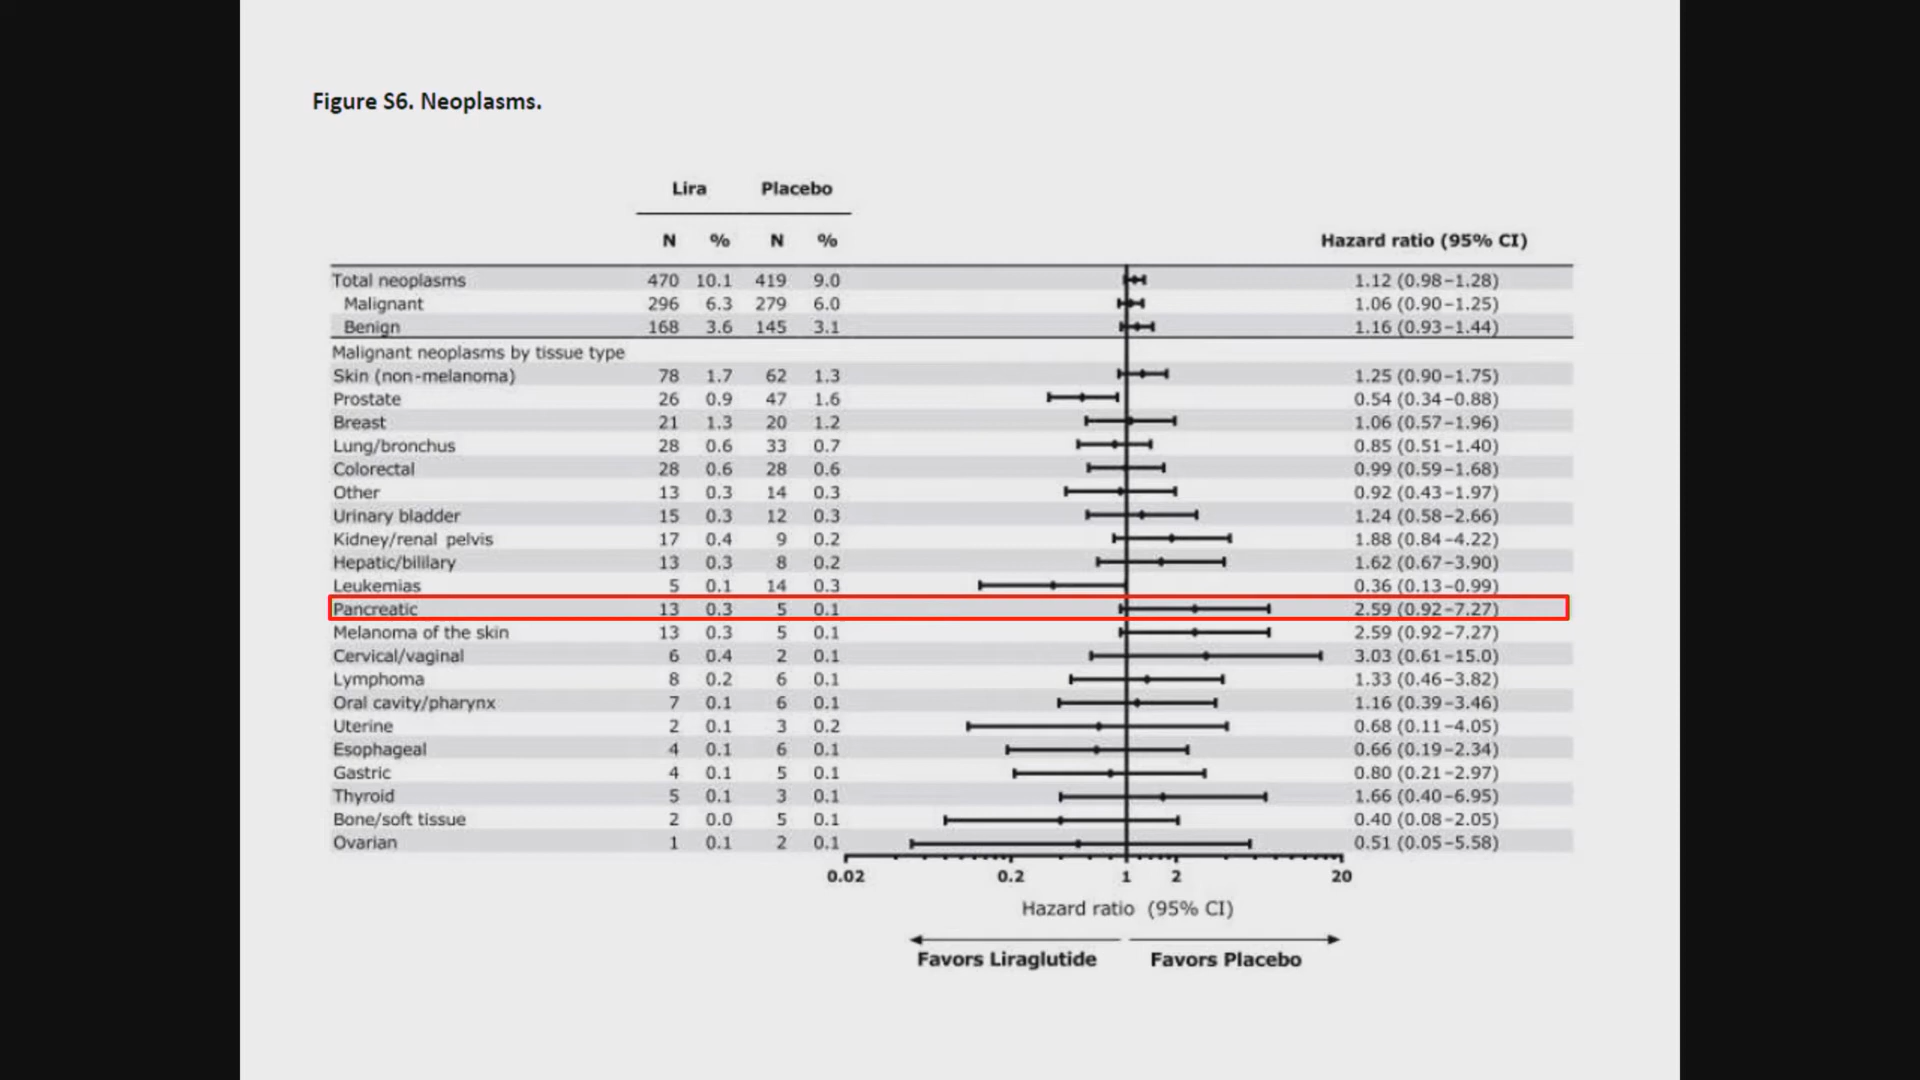 Figure S6. Neoplasms.
Lira Placebo
N % N % Hazard ratio (95% CI)
Total neoplasms 470 10.1 419 9.0 1.12 (0.98-1.28)
Malignant 296 6.3 279 6.0 1.06 (0.90-1.25)
Benign 168 3.6 145 3.1 1.16 (0.93-1.44)
Malignant neoplasms by tissue type
Skin (non-melanoma) 78 1.7 62 1.3 1.25 (0.90-1.75)
Prostate 26 0.9 47 1.6 0.54 (0.34-0.88)
Breast 21 1.3 20 1.2 1.06 (0.57-1.96)
Lung/bronchus 28 0.6 33 0.7 0.85 (0.51-1.40)
Colorectal 28 0.6 28 0.6 0.99 (0.59-1.68)
Other 13 0.3 14 0.3 0.92 (0.43-1.97)
Urinary bladder 15 0.3 12 0.3 1.24 (0.58-2.66)
Kidney/renal pelvis 17 0.4 9 0.2 1.88 (0.84-4.22)
Hepatic/bililary 13 0.3 8 0.2 1.62 (0.67-3.90)
Leukemias 5 0.1 14 0.3 0.36 (0.13-0.99)
Pancreatic 13 0.3 5 0.1 2.59 (0.92-7.27)
Melanoma of the skin 13 0.3 5 0.1 2.59 (0.92-7.27)
Cervical/vaginal 6 0.4 2 0.1 3.03 (0.61-15.0)
Lymphoma 8 0.2 6 0.1 1.33 (0.46-3.82)
Oral cavity/pharynx 7 0.1 6 0.1 1.16 (0.39-3.46)
Uterine 2 0.1 3 0.2 0.68 (0.11-4.05)
Esophageal 4 0.1 6 0.1 0.66 (0.19-2.34)
Gastric 4 0.1 5 0.1 0.80 (0.21-2.97)
Thyroid 5 0.1 3 0.1 1.66 (0.40-6.95)
Bone/soft tissue 2 0.0 5 0.1 0.40 (0.08-2.05)
Ovarian 1 0.1 2 0.1 0.51 (0.05-5.58)
0.02 0.2 1 2 20
Hazard ratio (95% CI)
Favors Liraglutide Favors Placebo